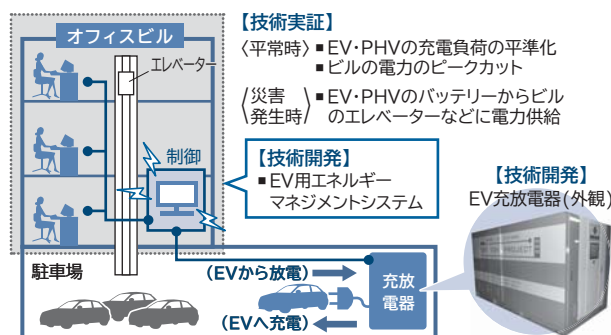 オフィスビル
エレベーター
制御
【技術実証】
〈平常時〉■EV・PHVの充電負荷の平準化
■ビルの電力のピークカット
〈災害発生時〉■EV・PHVのバッテリーからビル
のエレベーターなどに電力供給
【技術開発】
■EV用エネルギー
マネジメントシステム
【技術開発】
EV充放電器(外観)
駐車場
(EVから放電)
(EVへ充電)
充放
電器